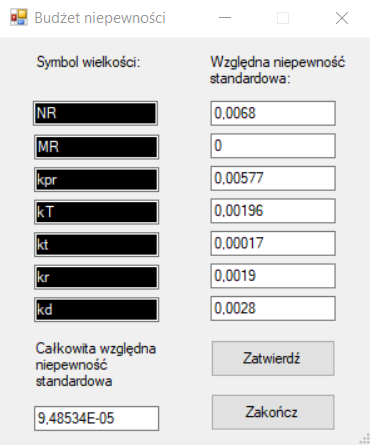 Budżet niepewności
Symbol wielkości:
Względna niepewność
standardowa:
NR
0,0068
MR
0
kpr
0,00577
kT
0,00196
kt
0,00017
kr
0,0019
kd
0,0028
Całkowita względna
niepewność
standardowa
Zatwierdź
9,48534E-05
Zakończ